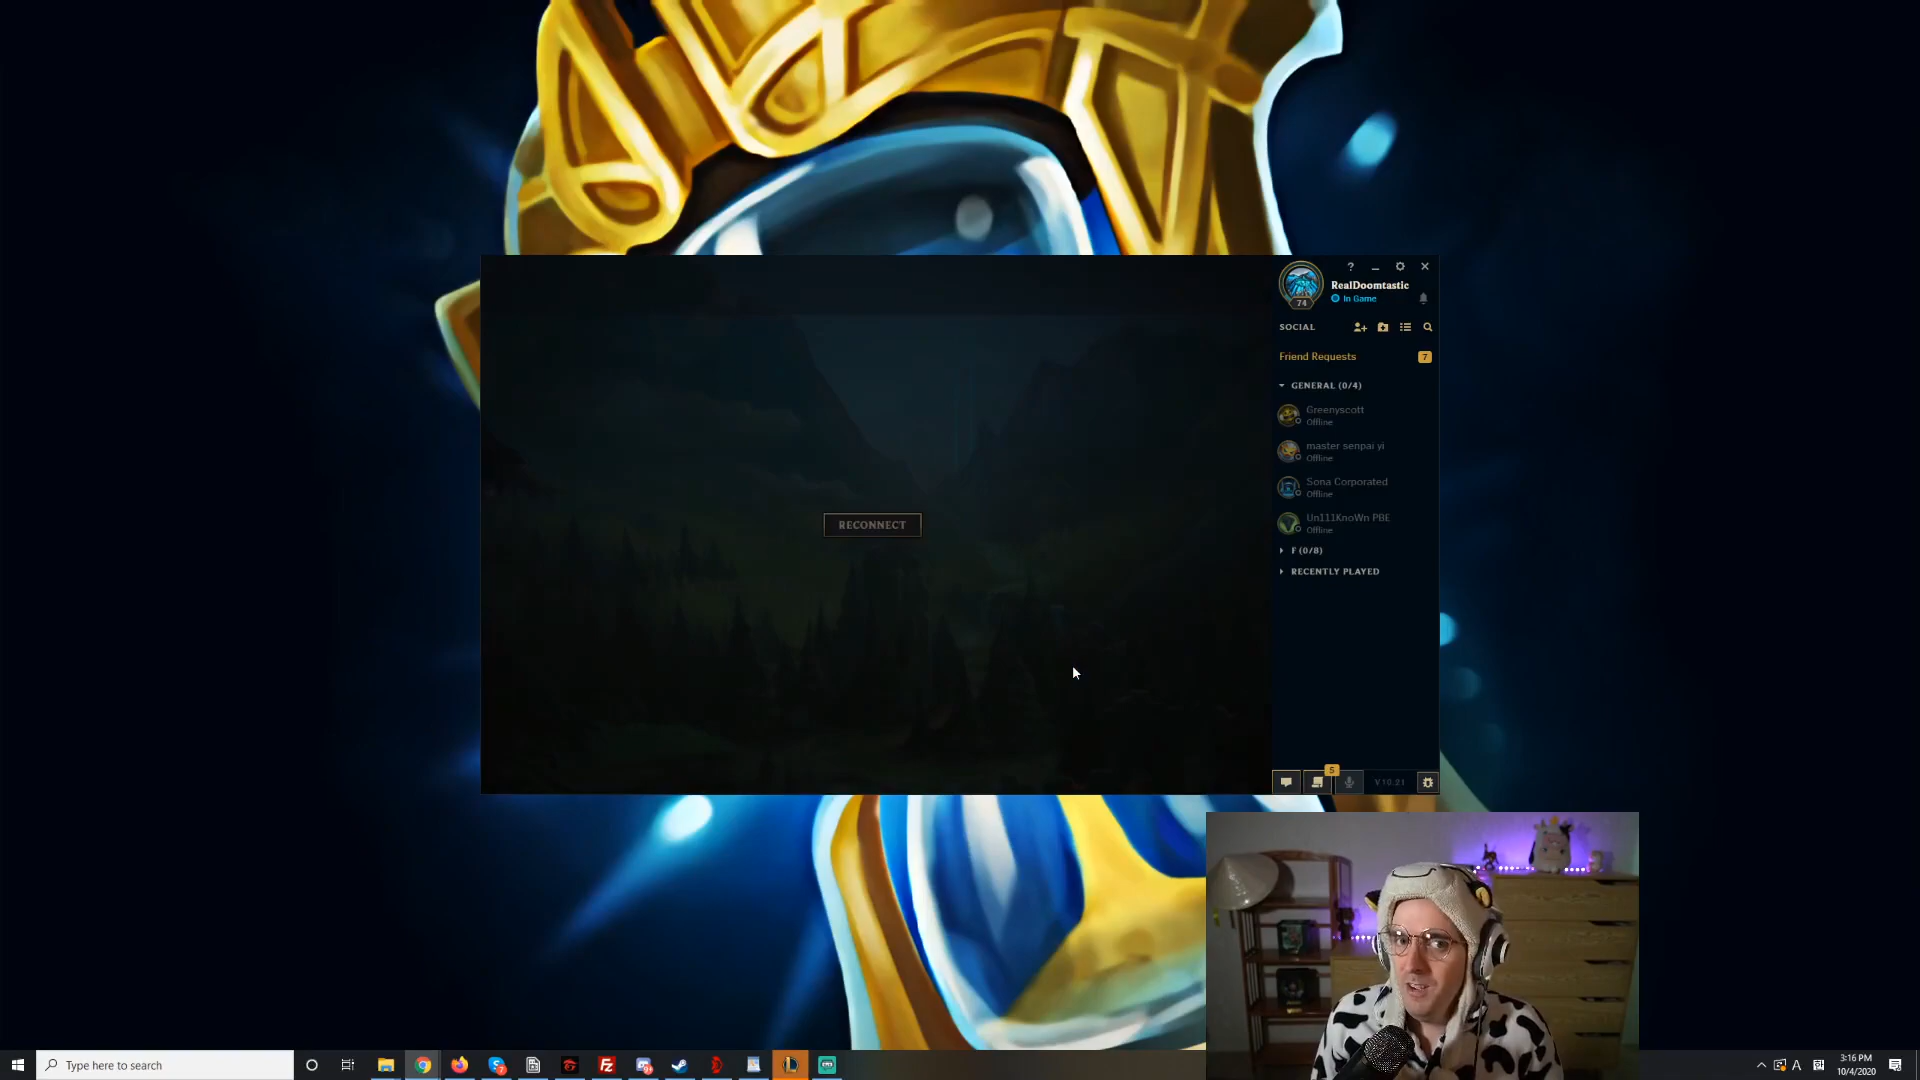 RealDoomtastic
In Game
74
SOCIAL
Friend Requests
7
GENERAL (0/4)
Greenyscott
Offline
master senpai yi
Offline
Sona Corporated
Offline
Un111KnoWn PBE
Offline
F (0/8)
RECENTLY PLAYED
RECONNECT
5
V10.21
Type here to search
A
3:16 PM
10/4/2020